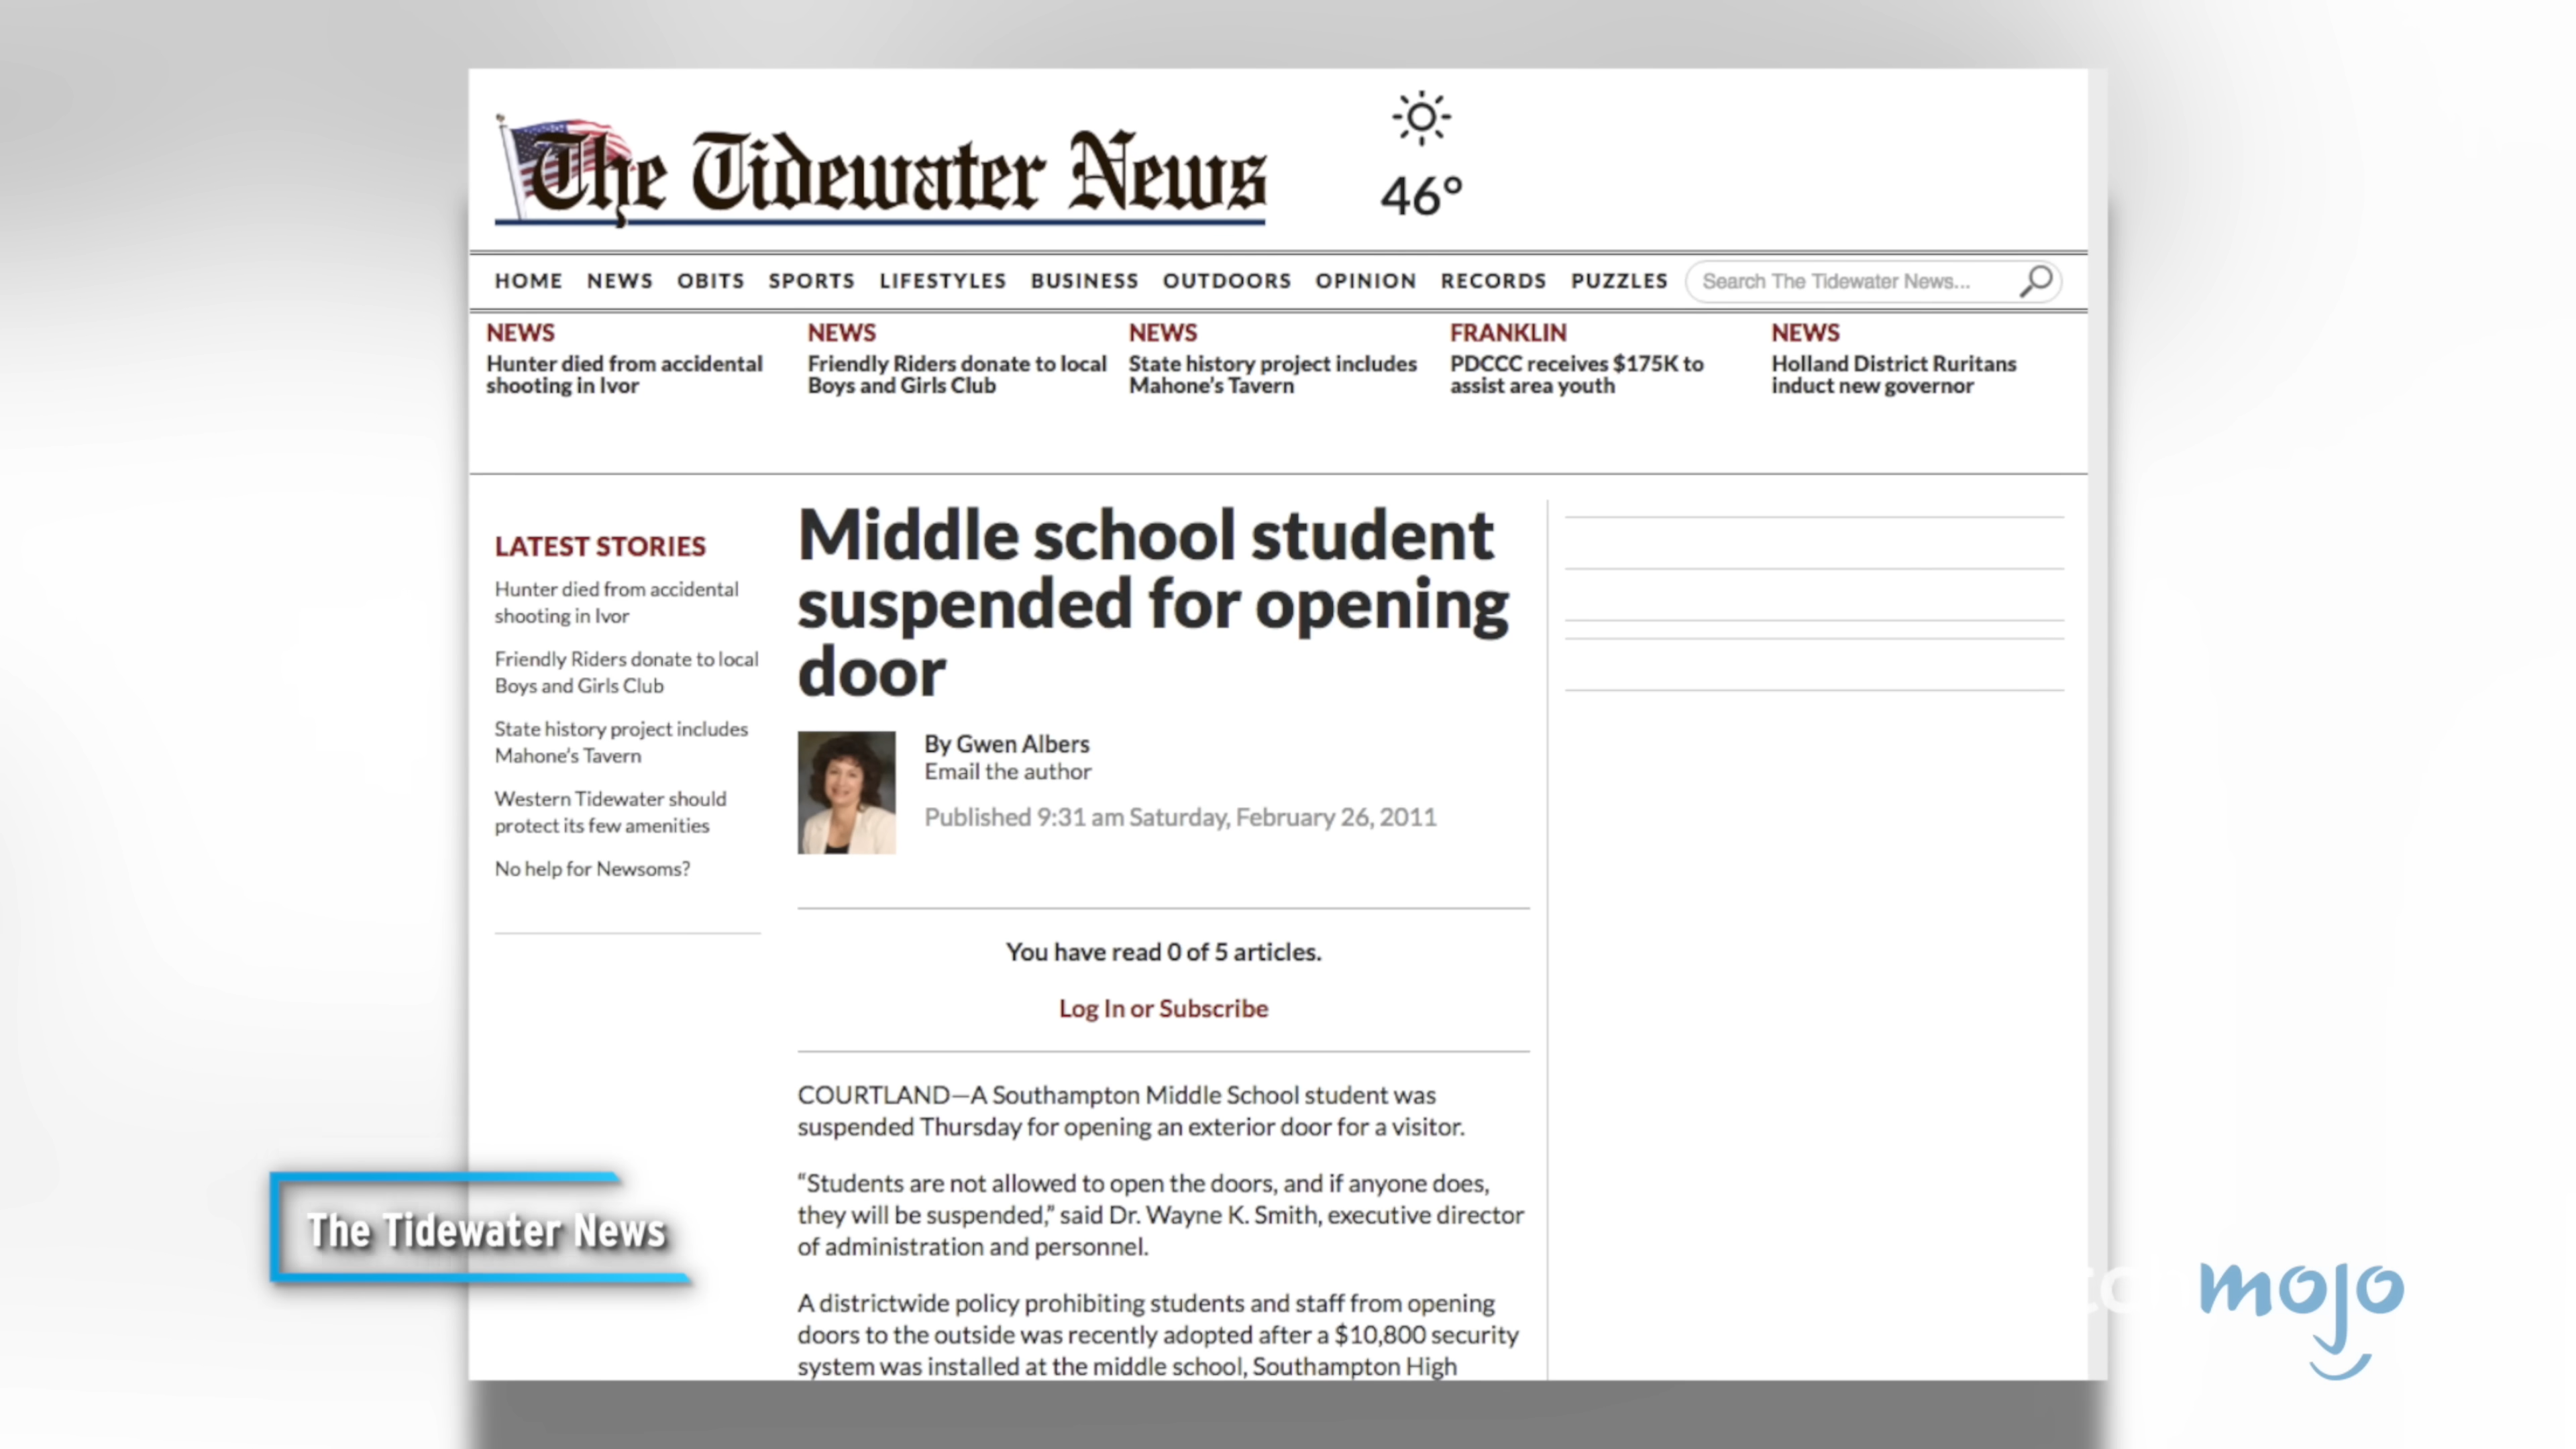 The Tidewater News
46°
HOME NEWS OBITS SPORTS LIFESTYLES BUSINESS OUTDOORS OPINION RECORDS PUZZLES Search The Tidewater News...
NEWS
Hunter died from accidental
shooting in Ivor
NEWS
Friendly Riders donate to local
Boys and Girls Club
NEWS
State history project includes
Mahone's Tavern
FRANKLIN
PDCCC receives $175K to
assist area youth
NEWS
Holland District Ruritans
induct new governor
LATEST STORIES
Hunter died from accidental
shooting in Ivor
Friendly Riders donate to local
Boys and Girls Club
State history project includes
Mahone's Tavern
Western Tidewater should
protect its few amenities
No help for Newsoms?
Middle school student
suspended for opening
door
By Gwen Albers
Email the author
Published 9:31 am Saturday, February 26, 2011
You have read 0 of 5 articles.
Log In or Subscribe
COURTLAND—A Southampton Middle School student was
suspended Thursday for opening an exterior door for a visitor.
“Students are not allowed to open the doors, and if anyone does,
they will be suspended,” said Dr. Wayne K. Smith, executive director
of administration and personnel.
A districtwide policy prohibiting students and staff from opening
doors to the outside was recently adopted after a $10,800 security
system was installed at the middle school, Southampton High
The Tidewater News
mojo